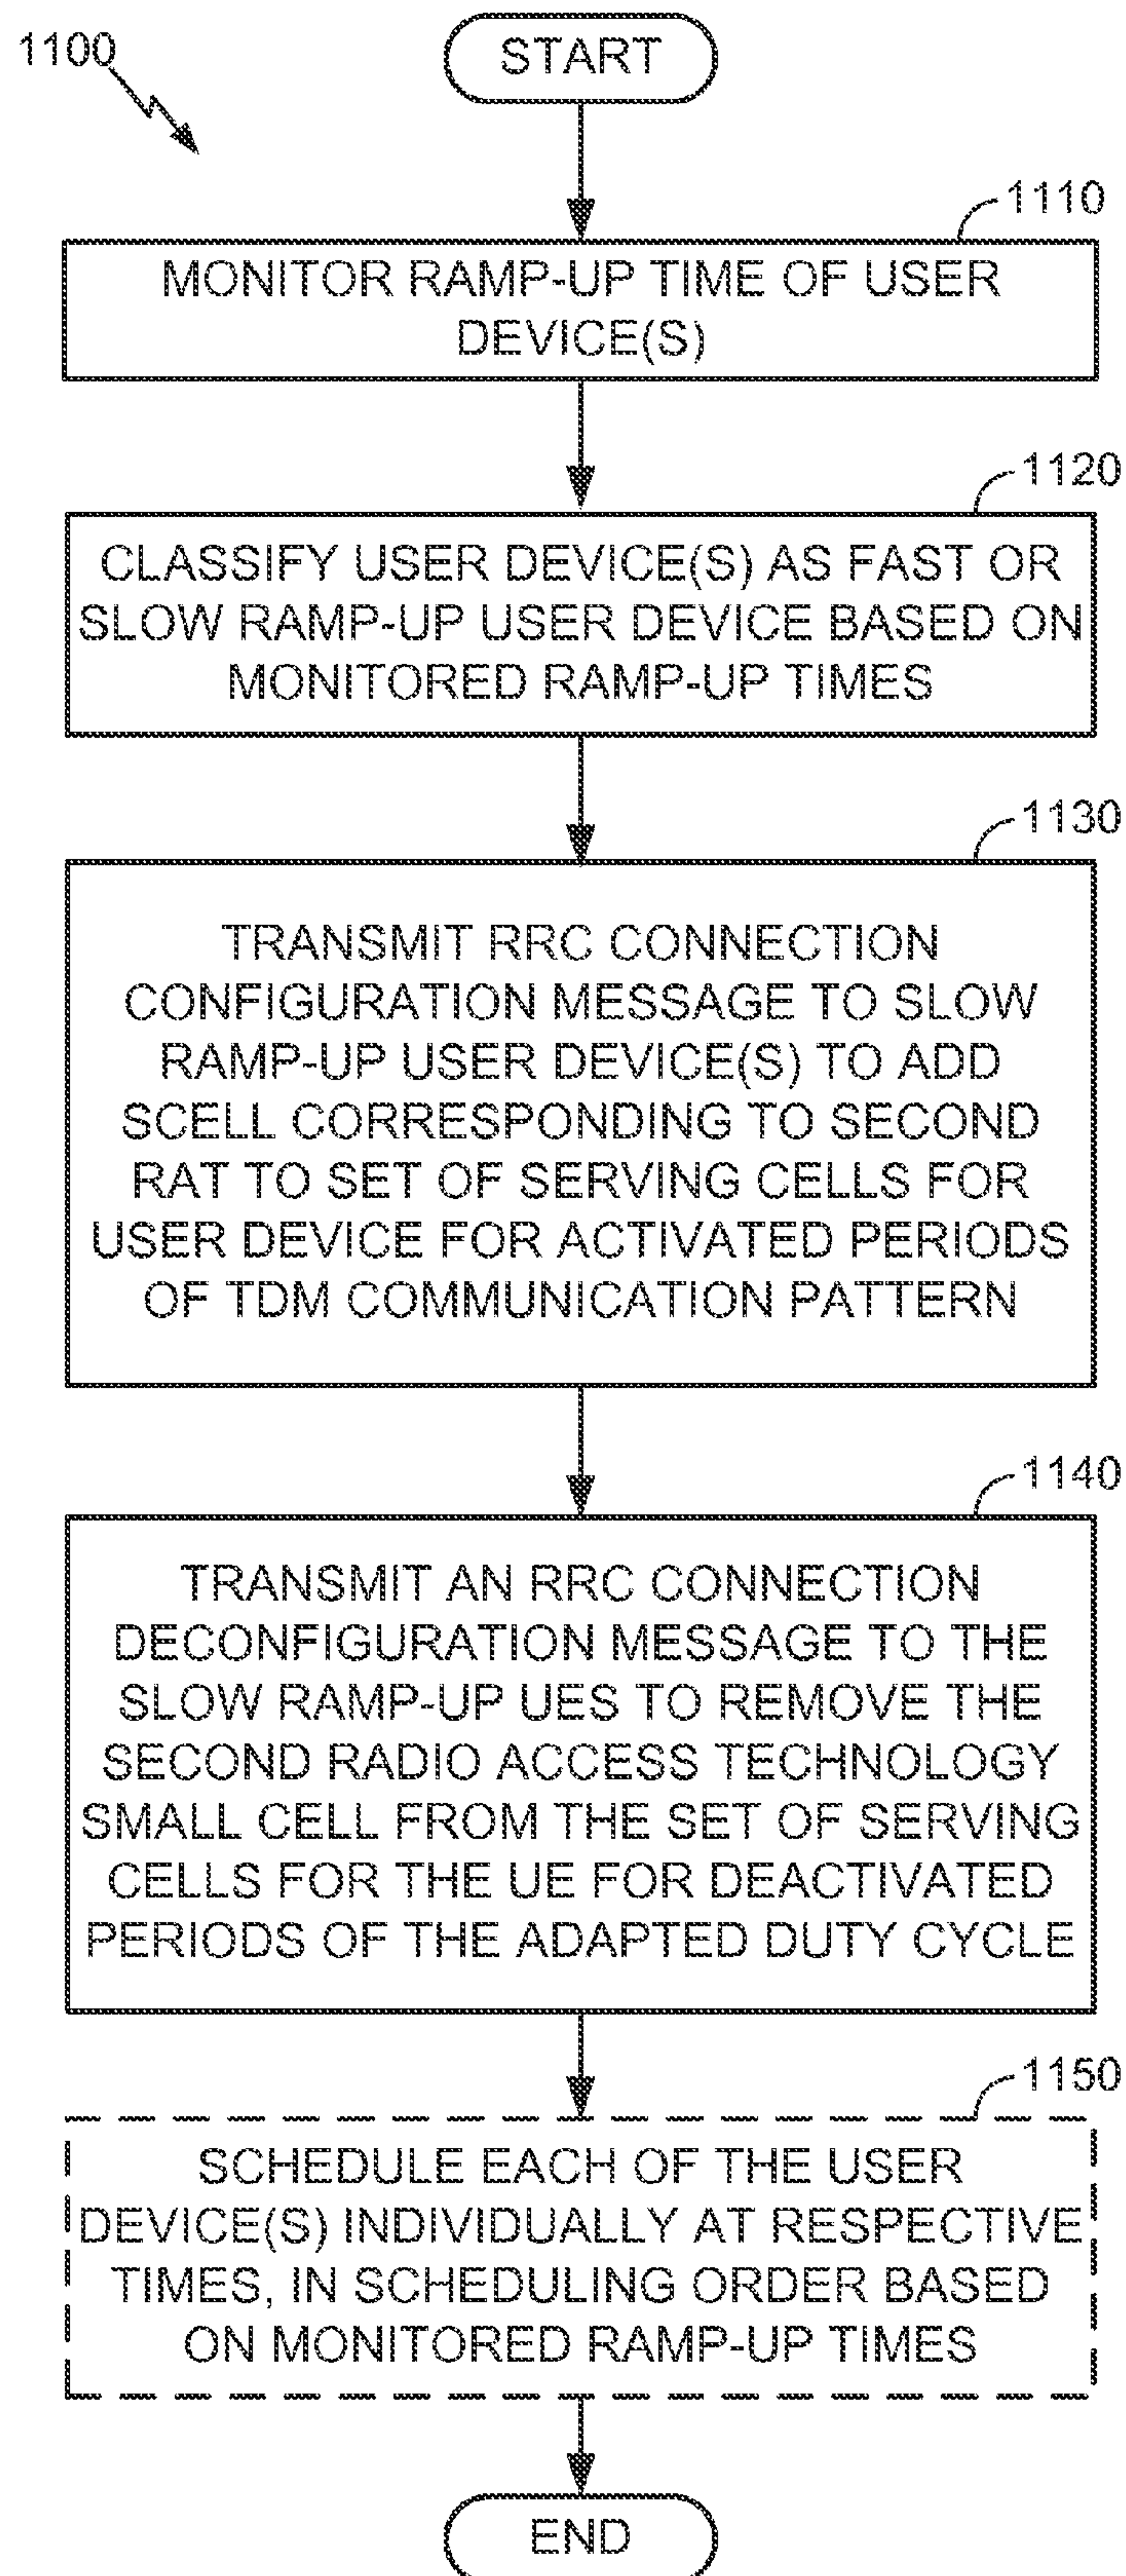 1100
START
1110
MONITOR RAMP-UP TIME OF USER
DEVICE(S)
1120
CLASSIFY USER DEVICE(S) AS FAST OR
SLOW RAMP-UP USER DEVICE BASED ON
MONITORED RAMP-UP TIMES
1130
TRANSMIT RRC CONNECTION
CONFIGURATION MESSAGE TO SLOW
RAMP-UP USER DEVICE(S) TO ADD
SCELL CORRESPONDING TO SECOND
RAT TO SET OF SERVING CELLS FOR
USER DEVICE FOR ACTIVATED PERIODS
OF TDM COMMUNICATION PATTERN
1140
TRANSMIT AN RRC CONNECTION
DECONFIGURATION MESSAGE TO THE
SLOW RAMP-UP UES TO REMOVE THE
SECOND RADIO ACCESS TECHNOLOGY
SMALL CELL FROM THE SET OF SERVING
CELLS FOR THE UE FOR DEACTIVATED
PERIODS OF THE ADAPTED DUTY CYCLE
1150
SCHEDULE EACH OF THE USER
DEVICE(S) INDIVIDUALLY AT RESPECTIVE
TIMES, IN SCHEDULING ORDER BASED
ON MONITORED RAMP-UP TIMES
END